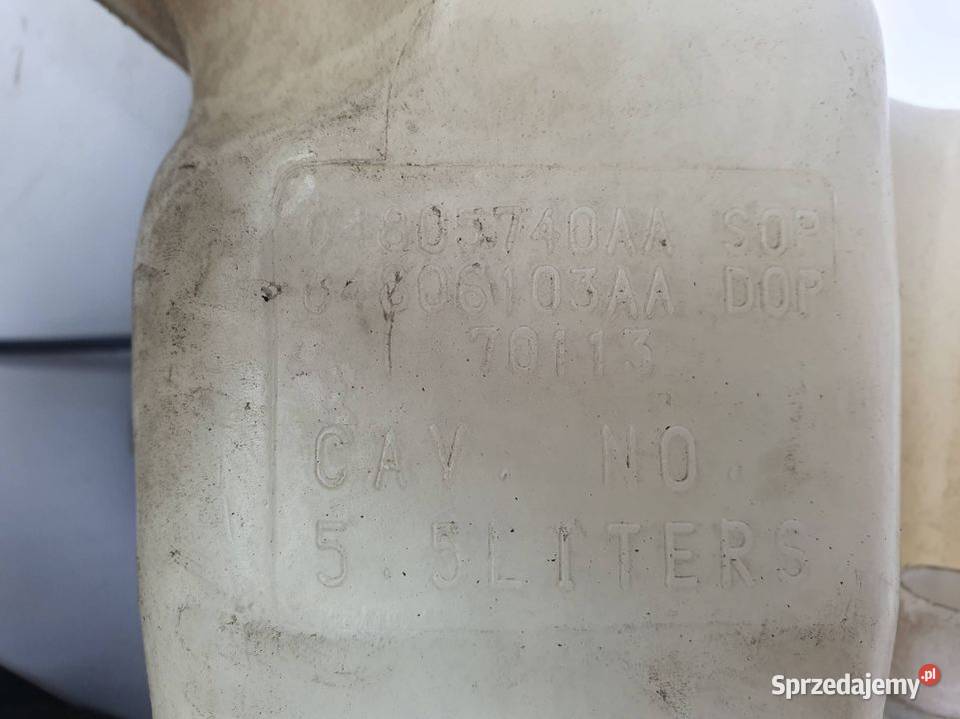 04805740AA SOP
04806103AA DOP
70113
CAV. NO.
5.5LITERS
Sprzedajemy.pl